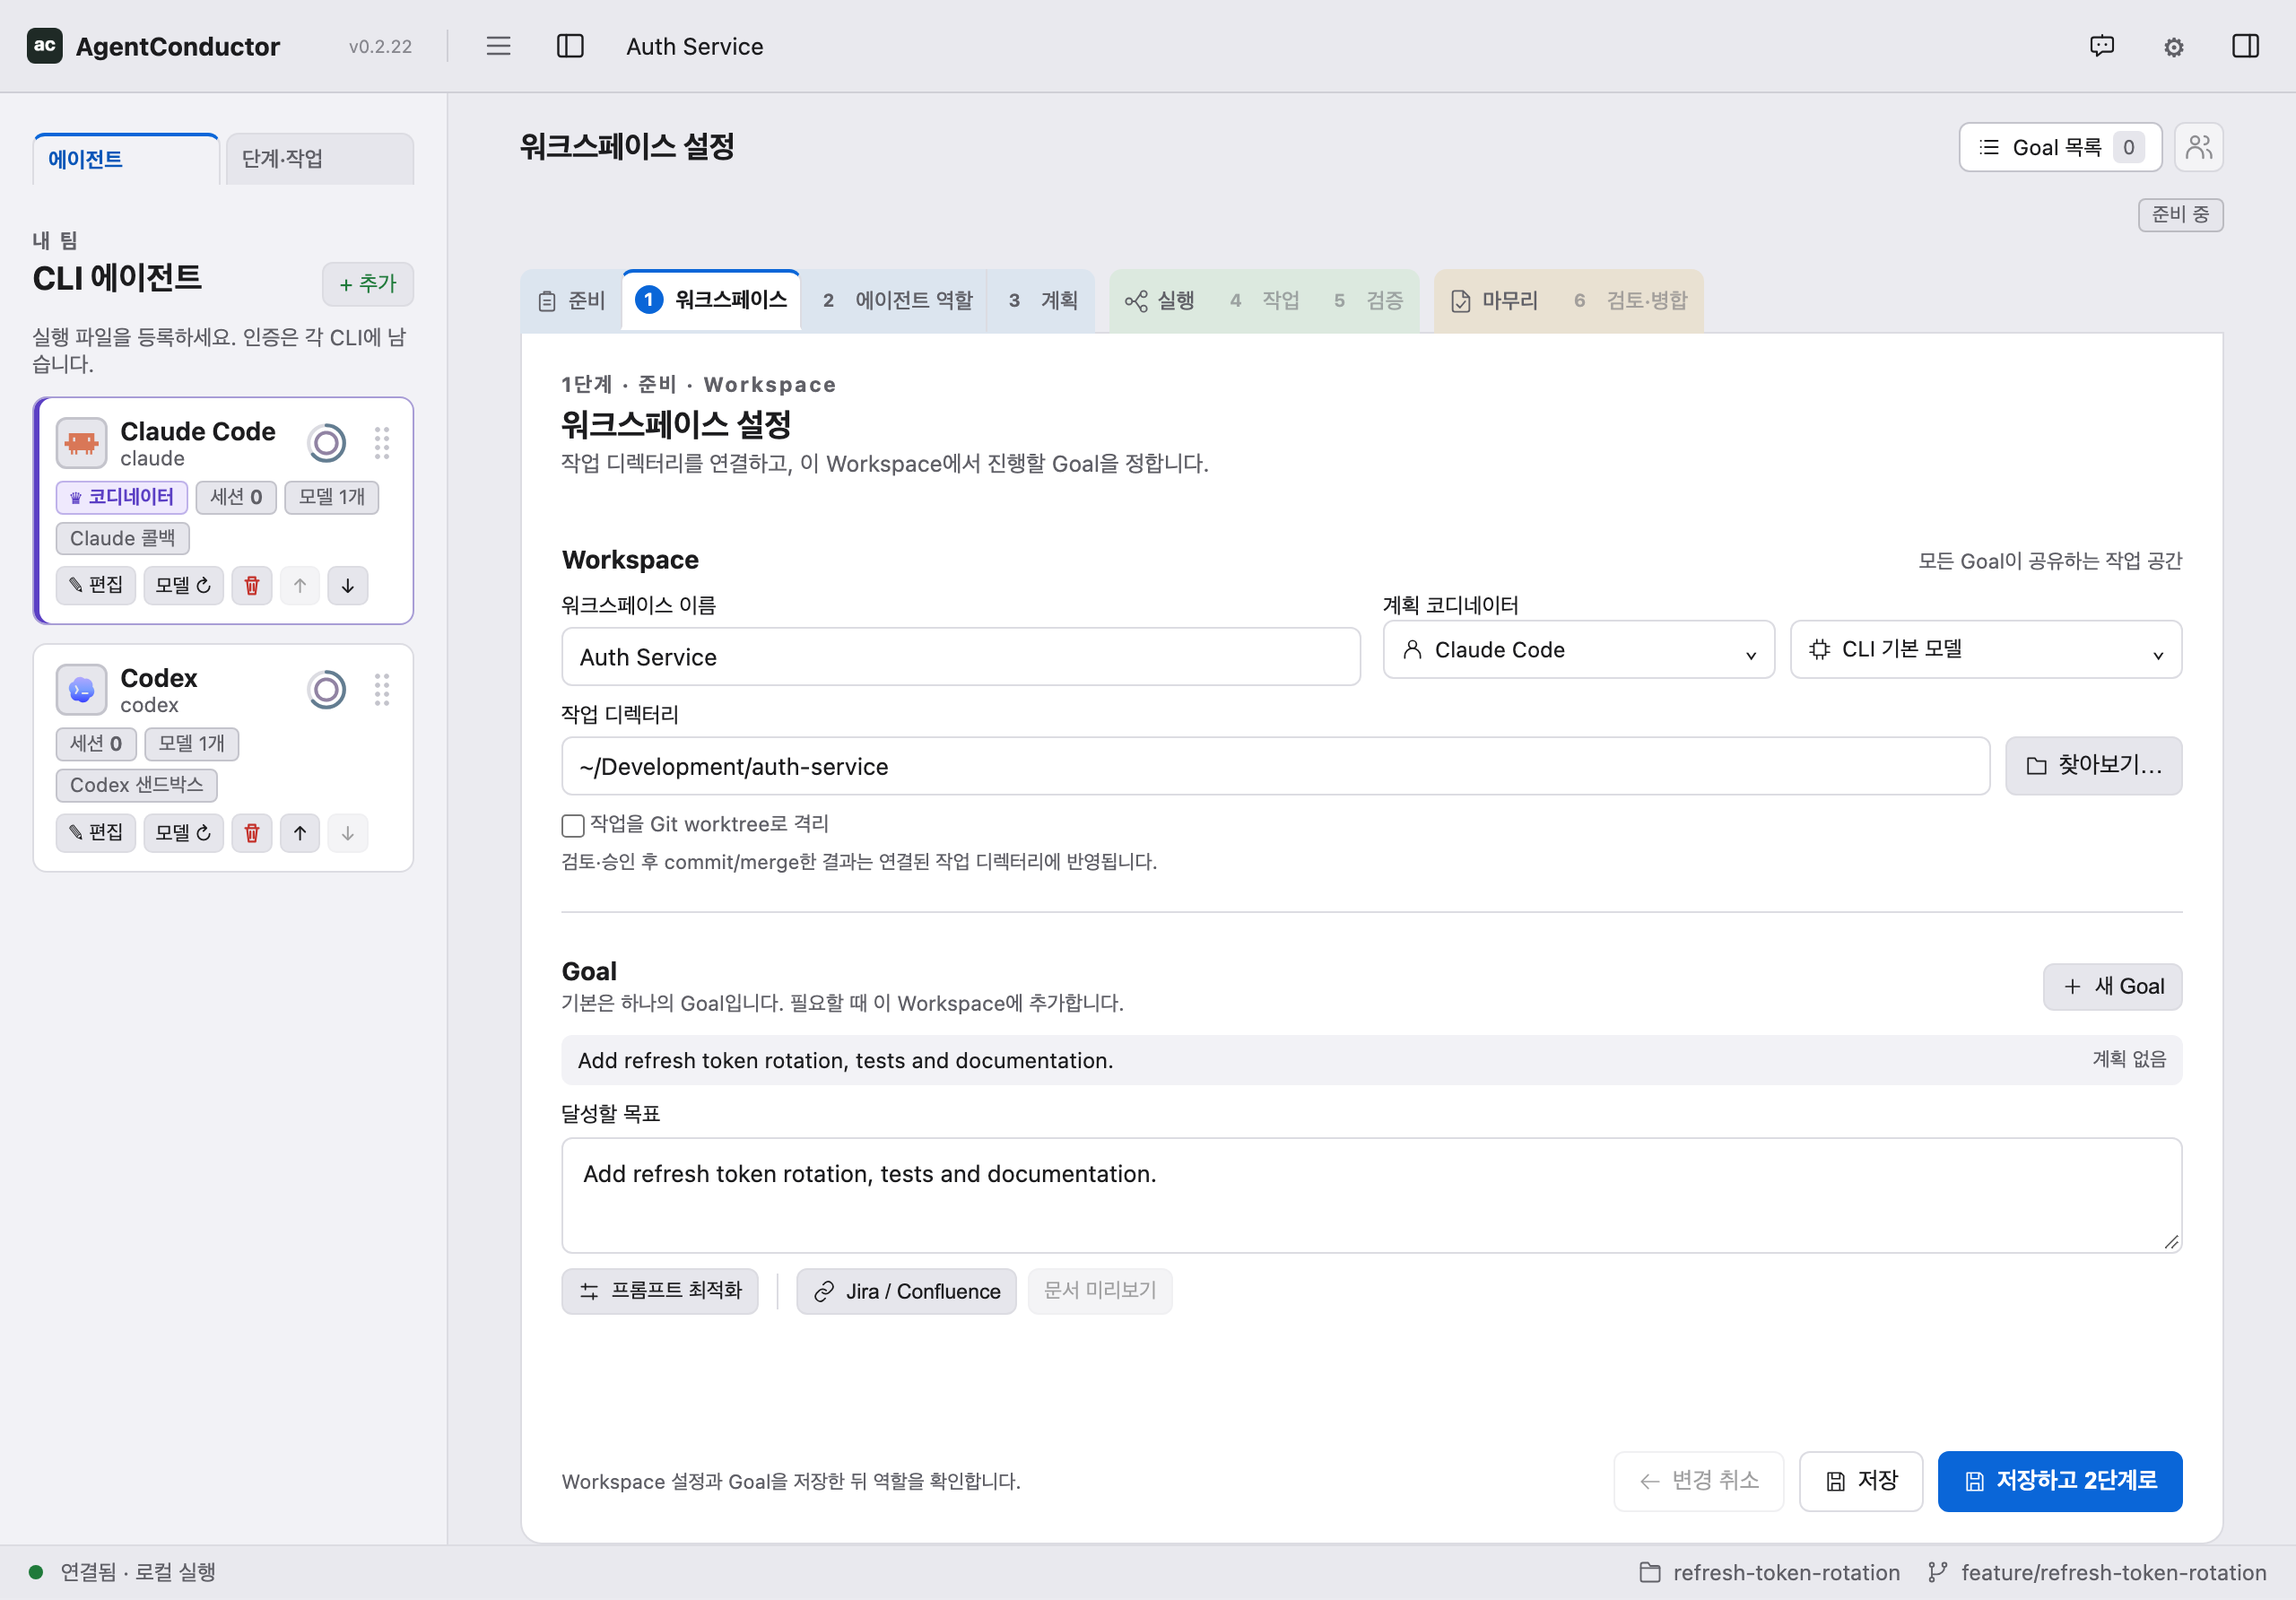 ac AgentConductor v0.2.22 Auth Service
에이전트 단계·작업
내 팀
CLI 에이전트
+ 추가
실행 파일을 등록하세요. 인증은 각 CLI에 남
습니다.
Claude Code
claude
코디네이터 세션 0 모델 1개
Claude 콜백
편집 모델
Codex
codex
세션 0 모델 1개
Codex 샌드박스
편집 모델
워크스페이스 설정
Goal 목록 0
준비 중
준비 1 워크스페이스 2 에이전트 역할 3 계획 실행 4 작업 5 검증 마무리 6 검토·병합
1단계 · 준비 · Workspace
워크스페이스 설정
작업 디렉터리를 연결하고, 이 Workspace에서 진행할 Goal을 정합니다.
Workspace 모든 Goal이 공유하는 작업 공간
워크스페이스 이름 계획 코디네이터
Auth Service Claude Code CLI 기본 모델
작업 디렉터리
~/Development/auth-service 찾아보기...
작업을 Git worktree로 격리
검토·승인 후 commit/merge한 결과는 연결된 작업 디렉터리에 반영됩니다.
Goal
기본은 하나의 Goal입니다. 필요할 때 이 Workspace에 추가합니다.
새 Goal
Add refresh token rotation, tests and documentation. 계획 없음
달성할 목표
Add refresh token rotation, tests and documentation.
프롬프트 최적화 Jira / Confluence 문서 미리보기
Workspace 설정과 Goal을 저장한 뒤 역할을 확인합니다.
← 변경 취소 저장 저장하고 2단계로
연결됨 · 로컬 실행 refresh-token-rotation feature/refresh-token-rotation